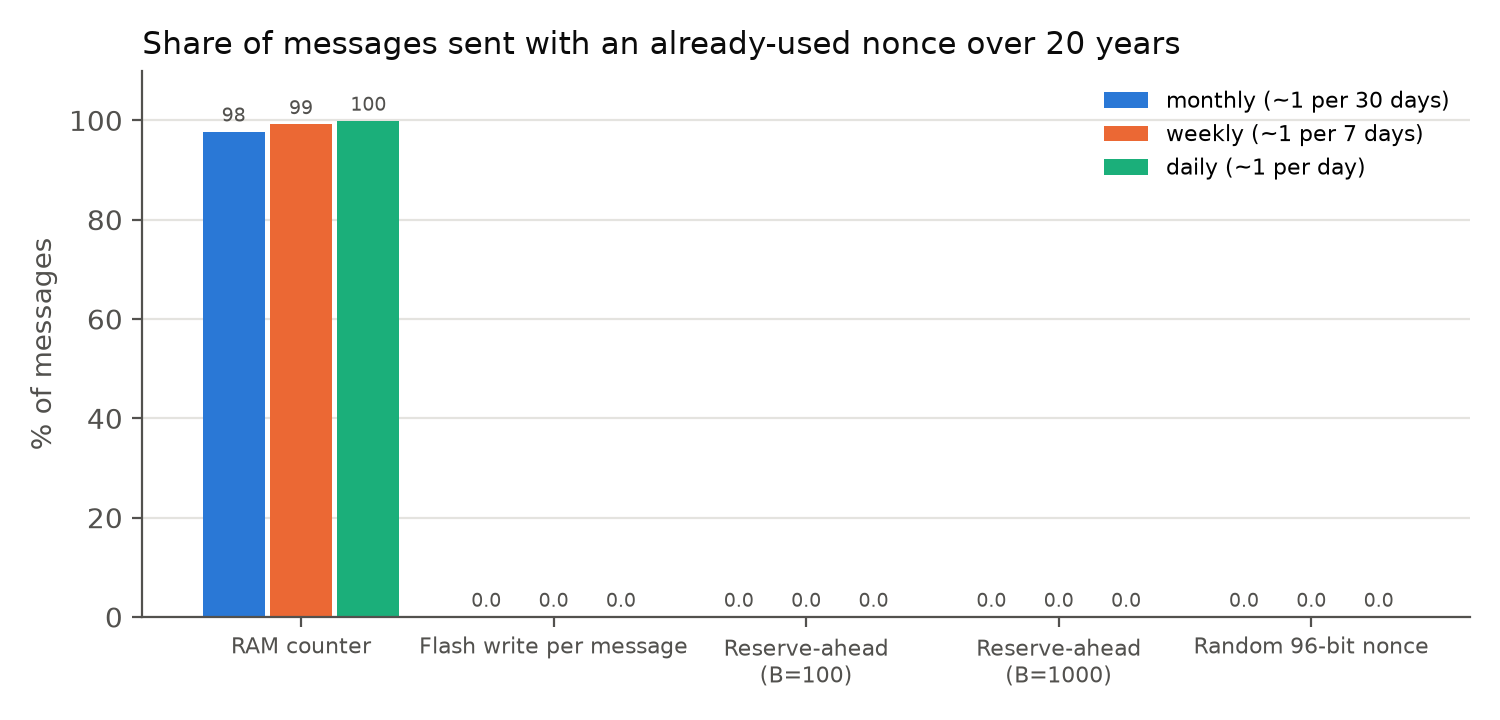 Share of messages sent with an already-used nonce over 20 years
monthly (~1 per 30 days)
weekly (~1 per 7 days)
daily (~1 per day)
% of messages
100
80
60
40
20
0
98
99
100
0.0
0.0
0.0
0.0
0.0
0.0
0.0
0.0
0.0
0.0
0.0
0.0
RAM counter
Flash write per message
Reserve-ahead
(B=100)
Reserve-ahead
(B=1000)
Random 96-bit nonce